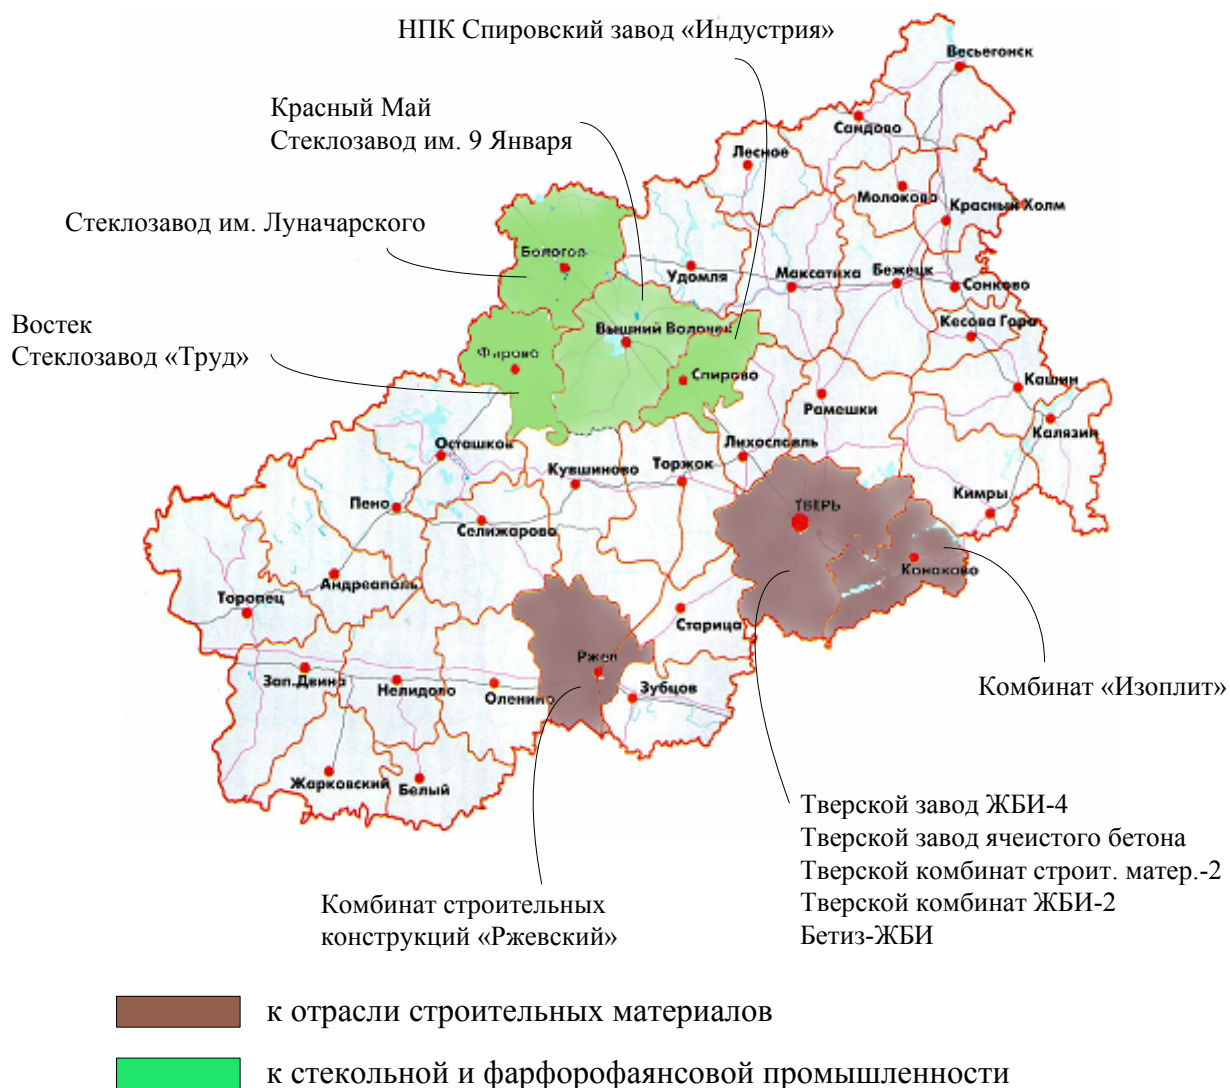 НПК Спировский завод «Индустрия»
Весьегонск
Красный Май
Стеклозавод им. 9 Января
Сандово
Лесное
Молоково
Красный Холм
Стеклозавод им. Луначарского
Бологое
Удомля
Максатиха
Бежецк
Сонково
Востек
Стеклозавод «Труд»
Вышний Волочек
Кесова Гора
Фирово
Спирово
Кашин
Рамешки
Калязин
Осташков
Лихославль
Кувшиново
Торжок
Пено
Кимры
Селижарово
ТВЕРЬ
Андреаполь
Конаково
Торопец
Старица
Ржев
Зап.Двина
Нелидово
Оленино
Зубцов
Комбинат «Изоплит»
Жарковский
Белый
Тверской завод ЖБИ-4
Тверской завод ячеистого бетона
Тверской комбинат строит. матер.-2
Тверской комбинат ЖБИ-2
Бетиз-ЖБИ
Комбинат строительных
конструкций «Ржевский»
к отрасли строительных материалов
к стекольной и фарфорофаянсовой промышленности